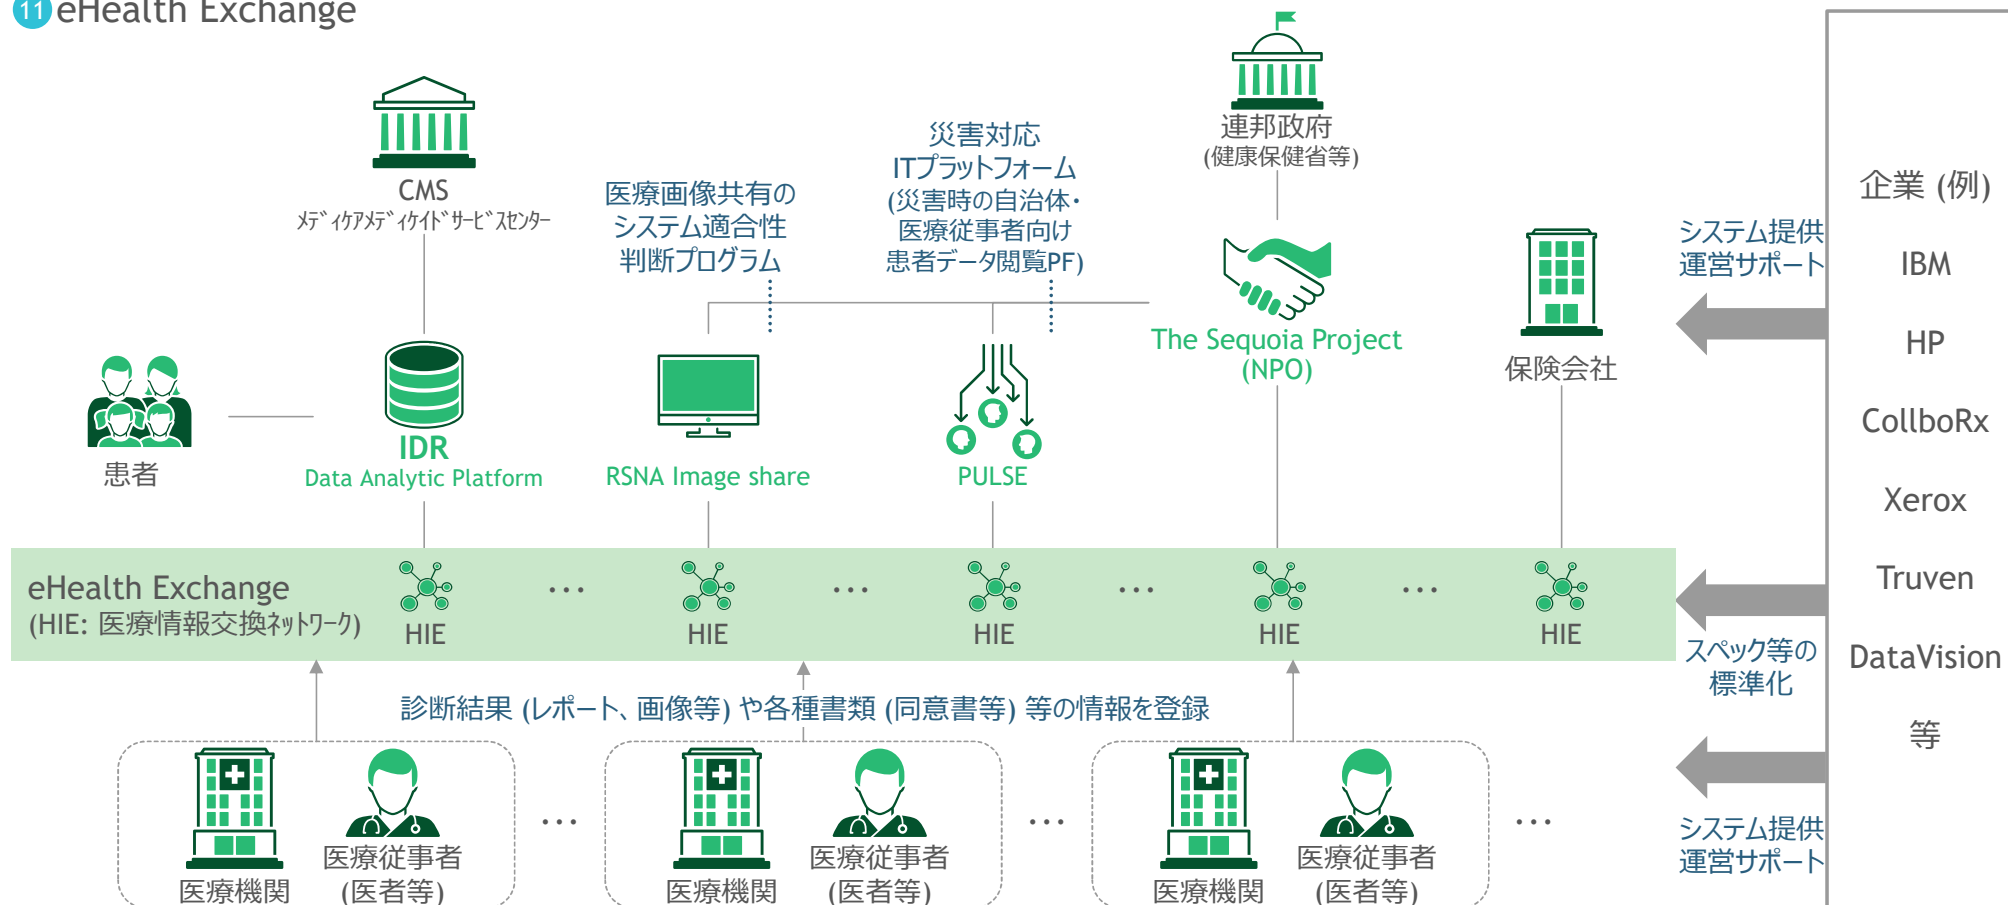 11 eHealth Exchange
CMS
ﾒﾃﾞｨｹｱﾒﾃﾞｨｹｲﾄﾞｻｰﾋﾞｽｾﾝﾀｰ
医療画像共有の
システム適合性
判断プログラム
災害対応
ITプラットフォーム
(災害時の自治体・
医療従事者向け
患者データ閲覧PF)
連邦政府
(健康保健省等)
The Sequoia Project
(NPO)
保険会社
患者
IDR
Data Analytic Platform
RSNA Image share
PULSE
eHealth Exchange
(HIE: 医療情報交換ﾈｯﾄﾜｰｸ)
HIE
…
HIE
…
HIE
…
HIE
…
HIE
診断結果 (レポート、画像等) や各種書類 (同意書等) 等の情報を登録
医療機関
医療従事者
(医者等)
…
医療機関
医療従事者
(医者等)
…
医療機関
医療従事者
(医者等)
…
システム提供
運営サポート
スペック等の
標準化
システム提供
運営サポート
企業 (例)
IBM
HP
CollboRx
Xerox
Truven
DataVision
等